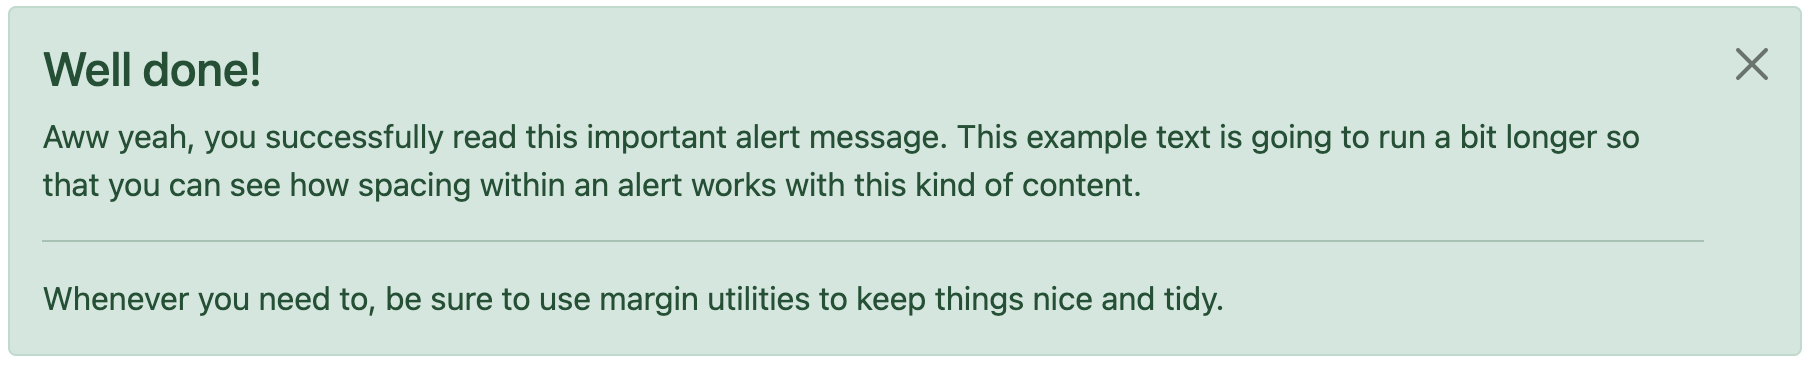 Well done!
Aww yeah, you successfully read this important alert message. This example text is going to run a bit longer so
that you can see how spacing within an alert works with this kind of content.
Whenever you need to, be sure to use margin utilities to keep things nice and tidy.